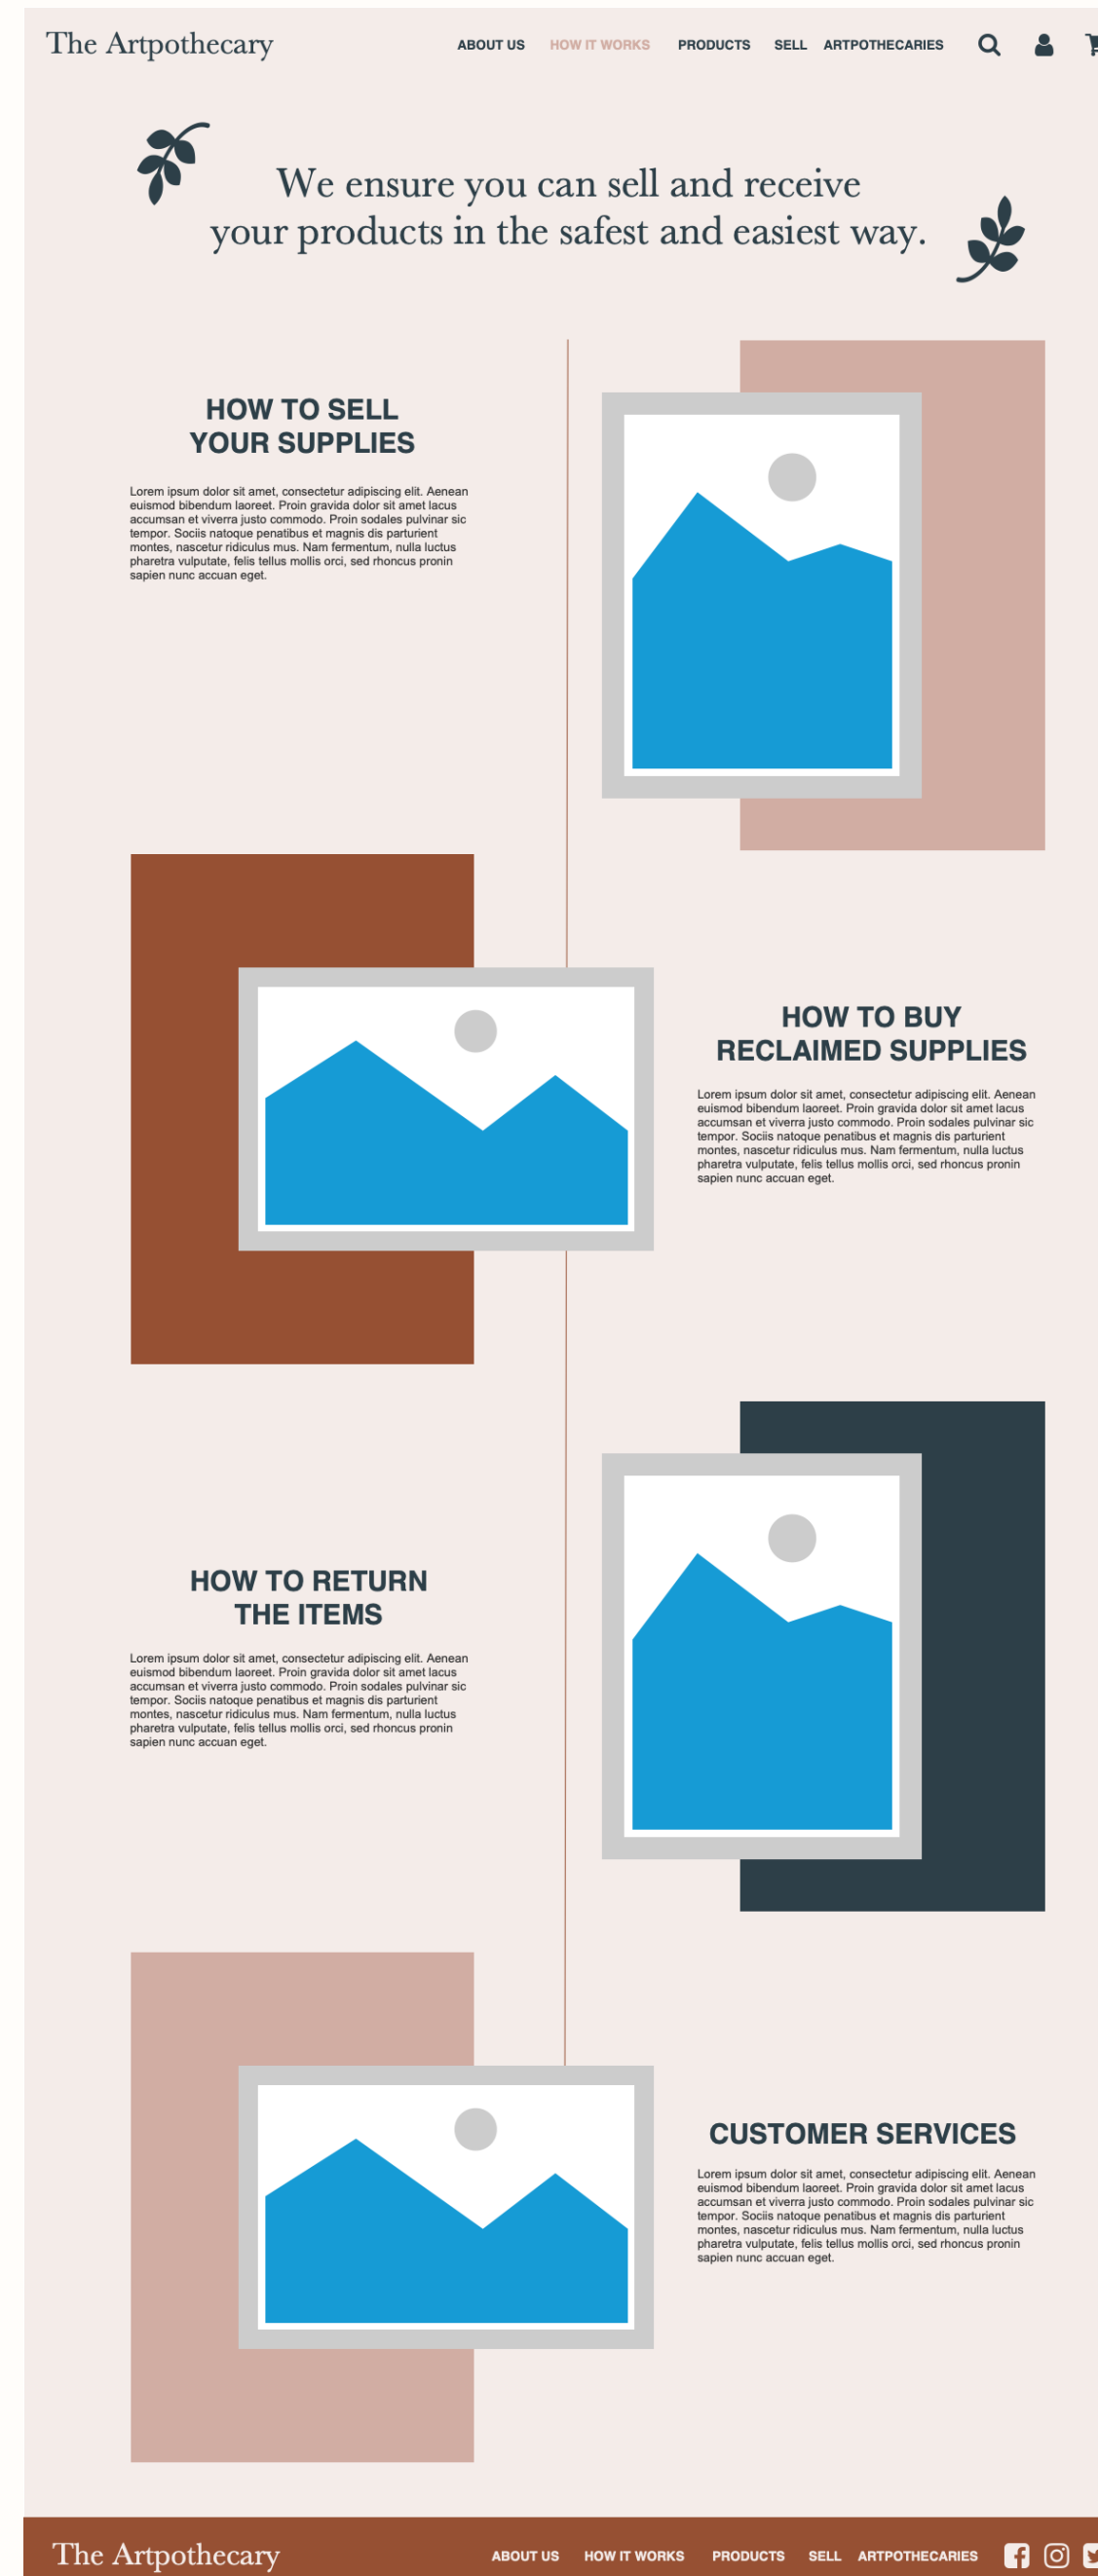 The Artpothecary
ABOUT US HOW IT WORKS PRODUCTS SELL ARTPOTHECARIES
We ensure you can sell and receive
your products in the safest and easiest way.
HOW TO SELL
YOUR SUPPLIES
Lorem ipsum dolor sit amet, consectetur adipiscing elit. Aenean
euismod bibendum laoreet. Proin gravida dolor sit amet lacus
accumsan et viverra justo commodo. Proin sodales pulvinar sic
tempor. Sociis natoque penatibus et magnis dis parturient
montes, nascetur ridiculus mus. Nam fermentum, nulla luctus
pharetra vulputate, felis tellus mollis orci, sed rhoncus pronin
sapien nunc accuan eget.
HOW TO BUY
RECLAIMED SUPPLIES
Lorem ipsum dolor sit amet, consectetur adipiscing elit. Aenean
euismod bibendum laoreet. Proin gravida dolor sit amet lacus
accumsan et viverra justo commodo. Proin sodales pulvinar sic
tempor. Sociis natoque penatibus et magnis dis parturient
montes, nascetur ridiculus mus. Nam fermentum, nulla luctus
pharetra vulputate, felis tellus mollis orci, sed rhoncus pronin
sapien nunc accuan eget.
HOW TO RETURN
THE ITEMS
Lorem ipsum dolor sit amet, consectetur adipiscing elit. Aenean
euismod bibendum laoreet. Proin gravida dolor sit amet lacus
accumsan et viverra justo commodo. Proin sodales pulvinar sic
tempor. Sociis natoque penatibus et magnis dis parturient
montes, nascetur ridiculus mus. Nam fermentum, nulla luctus
pharetra vulputate, felis tellus mollis orci, sed rhoncus pronin
sapien nunc accuan eget.
CUSTOMER SERVICES
Lorem ipsum dolor sit amet, consectetur adipiscing elit. Aenean
euismod bibendum laoreet. Proin gravida dolor sit amet lacus
accumsan et viverra justo commodo. Proin sodales pulvinar sic
tempor. Sociis natoque penatibus et magnis dis parturient
montes, nascetur ridiculus mus. Nam fermentum, nulla luctus
pharetra vulputate, felis tellus mollis orci, sed rhoncus pronin
sapien nunc accuan eget.
The Artpothecary
ABOUT US HOW IT WORKS PRODUCTS SELL ARTPOTHECARIES